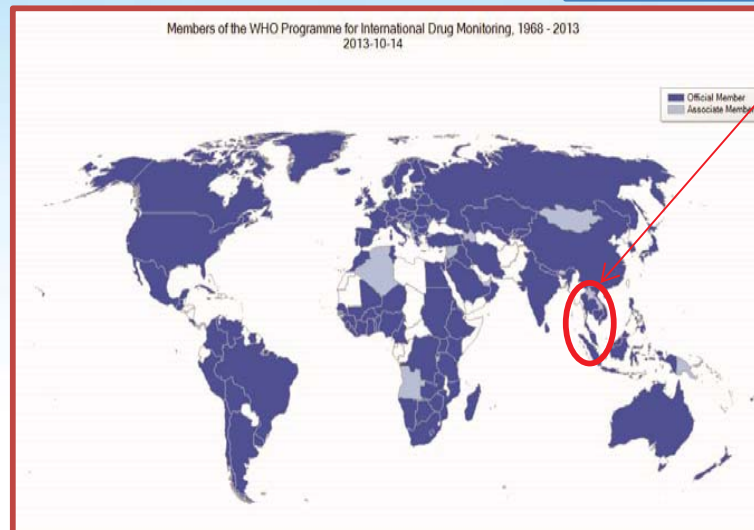 Members of the WHO Programme for International Drug Monitoring, 1968 - 2013
2013-10-14
Official Member
Associate Member